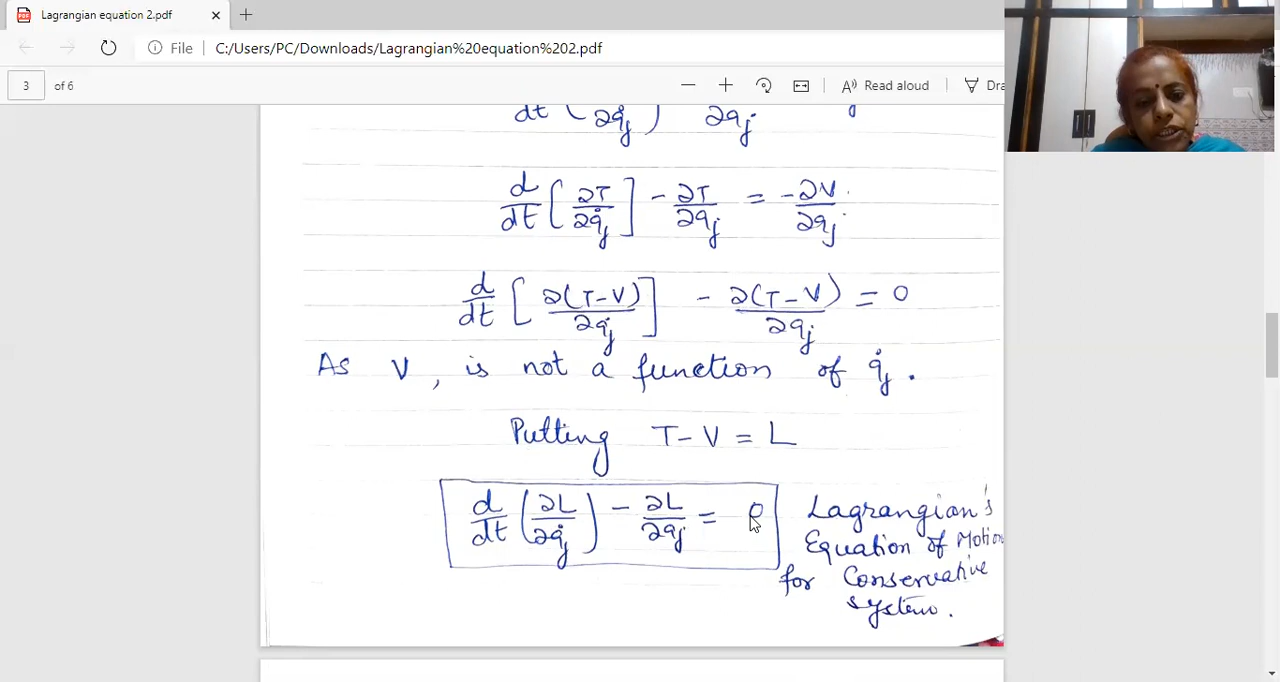 Lagrangian equation 2.pdf
File C:/Users/PC/Downloads/Lagrangian%20equation%202.pdf
3 of 6
Read aloud
Dra
d/dt [∂T/∂q̇j] - ∂T/∂qj = -∂V/∂qj
d/dt [∂(T-V)/∂q̇j] - ∂(T-V)/∂qj = 0
As V, is not a function of q̇j.
Putting T-V = L
d/dt (∂L/∂q̇j) - ∂L/∂qj = 0
Lagrangian's
Equation of Motion
for Conservative
system.